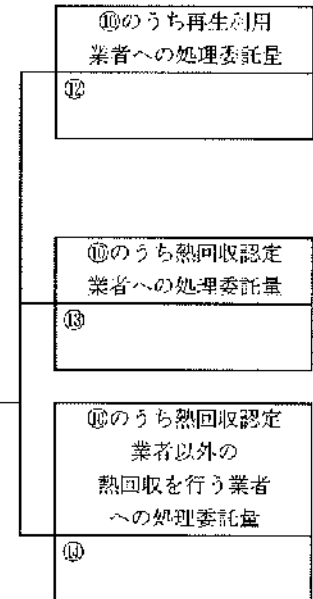 ⑩のうち再生利用
業者への処理委託量
⑫
⑩のうち熱回収認定
業者への処理委託量
⑬
⑩のうち熱回収認定
業者以外の
熱回収を行う業者
への処理委託量
⑭